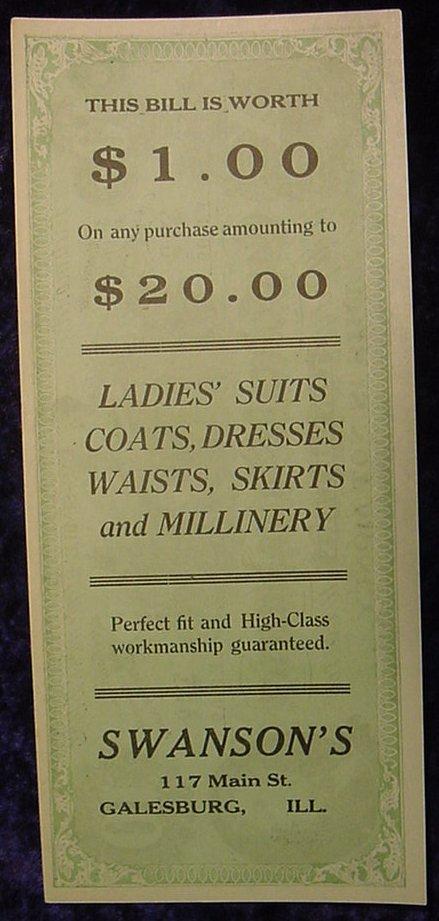 THIS BILL IS WORTH
$1.00
On any purchase amounting to
$20.00
LADIES' SUITS
COATS, DRESSES
WAISTS, SKIRTS
and MILLINERY
Perfect fit and High-Class
workmanship guaranteed.
SWANSON'S
117 Main St.
GALESBURG, ILL.